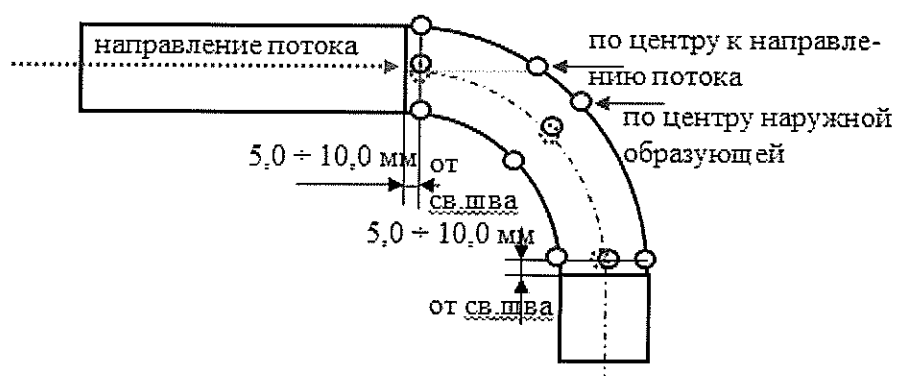 направление потока
по центру к направле-
нию потока
по центру наружной
образующей
5,0 ÷ 10,0 мм от
св.шва
5,0 ÷ 10,0 мм
от св.шва